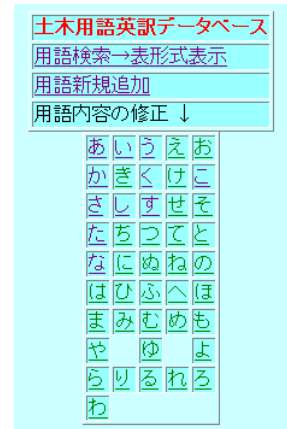 土木用語英訳データベース
用語検索→表形式表示
用語新規追加
用語内容の修正 ↓
あ い う え お
か き く け こ
さ し す せ そ
た ち つ て と
な に ぬ ね の
は ひ ふ へ ほ
ま み む め も
や ゆ よ
ら り る れ ろ
わ